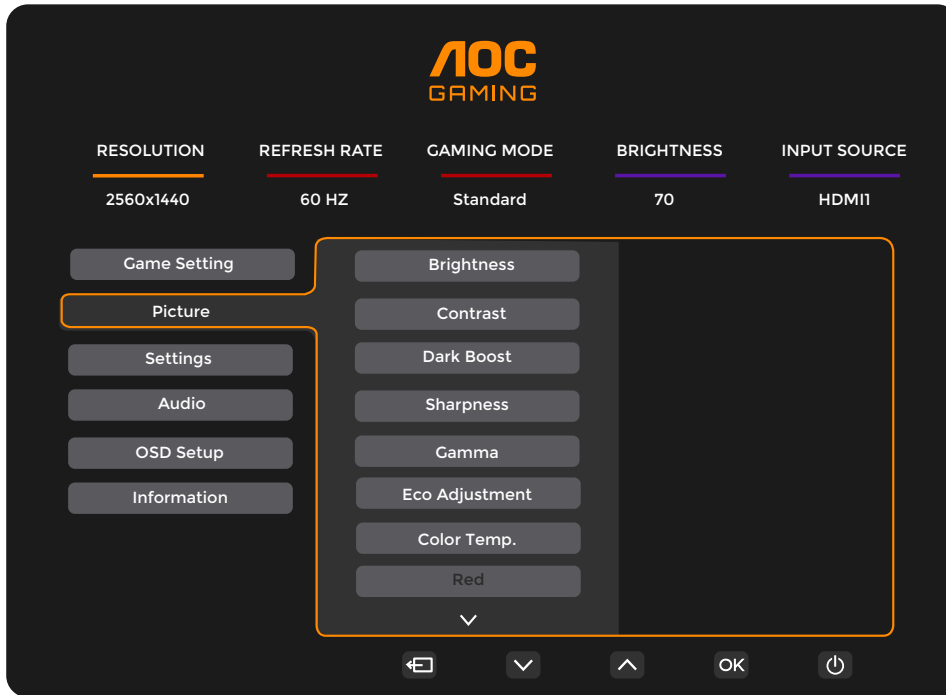 AOC
GAMING
RESOLUTION REFRESH RATE GAMING MODE BRIGHTNESS INPUT SOURCE
2560x1440 60 HZ Standard 70 HDMI1
Game Setting
Picture
Settings
Audio
OSD Setup
Information
Brightness
Contrast
Dark Boost
Sharpness
Gamma
Eco Adjustment
Color Temp.
Red
OK